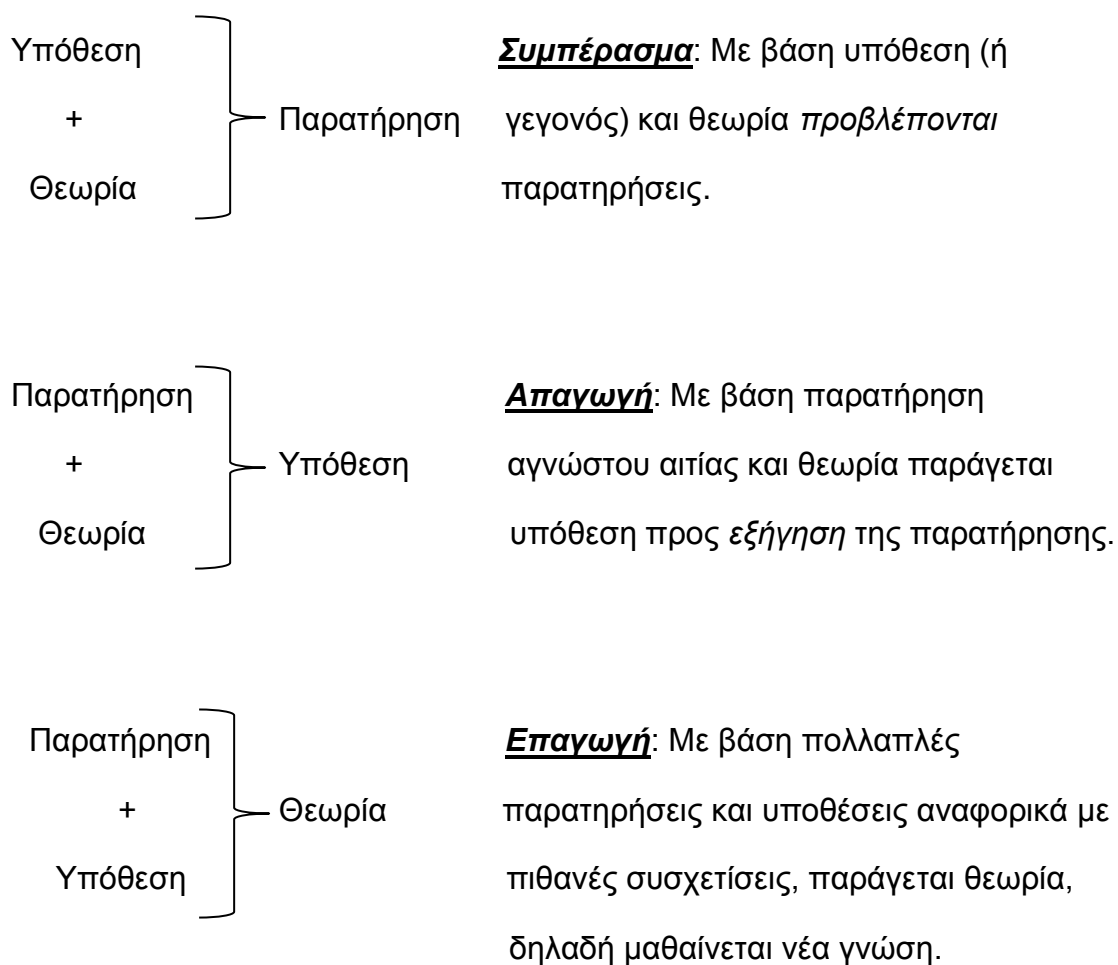 Υπόθεση
+
Θεωρία
Παρατήρηση
Συμπέρασμα: Με βάση υπόθεση (ή
γεγονός) και θεωρία προβλέπονται
παρατηρήσεις.
Παρατήρηση
+
Θεωρία
Υπόθεση
Απαγωγή: Με βάση παρατήρηση
αγνώστου αιτίας και θεωρία παράγεται
υπόθεση προς εξήγηση της παρατήρησης.
Παρατήρηση
+
Υπόθεση
Θεωρία
Επαγωγή: Με βάση πολλαπλές
παρατηρήσεις και υποθέσεις αναφορικά με
πιθανές συσχετίσεις, παράγεται θεωρία,
δηλαδή μαθαίνεται νέα γνώση.